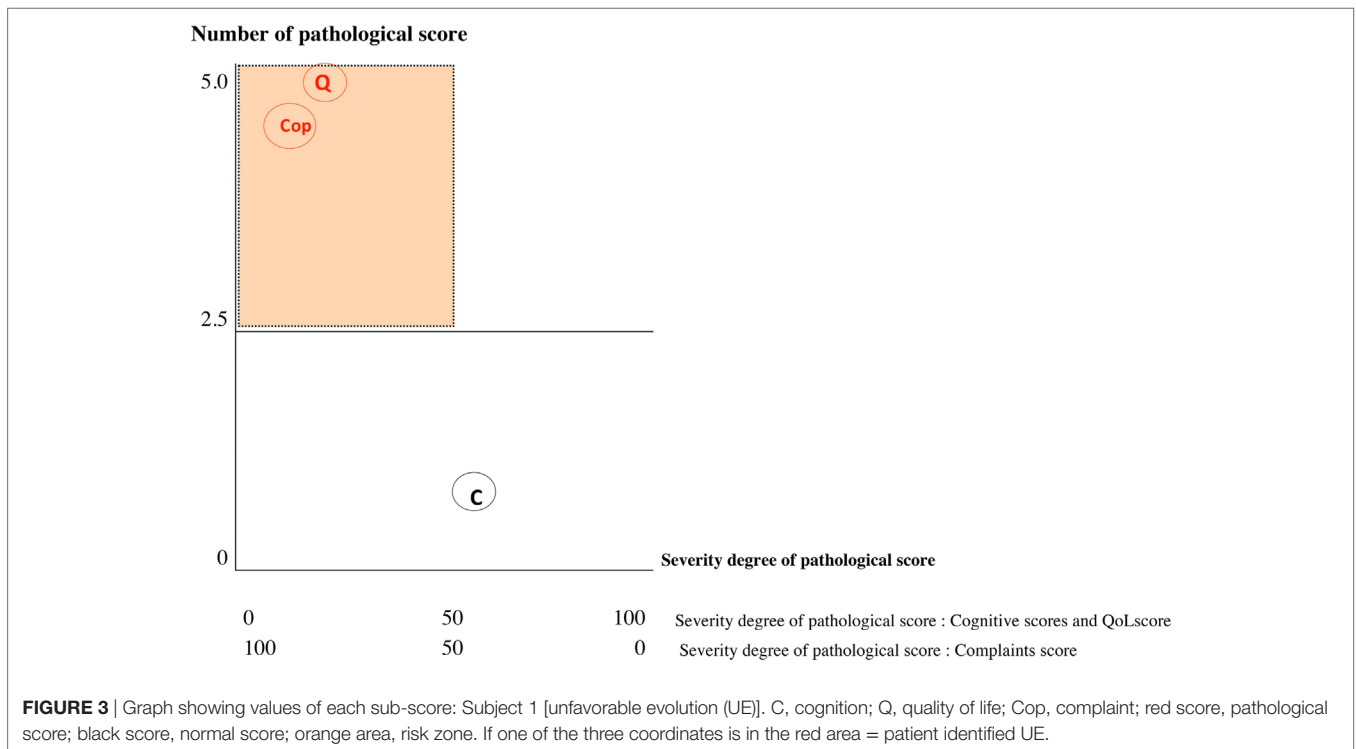 Number of pathological score
5.0
Q
Cop
2.5
C
0
Severity degree of pathological score
0 50 100 Severity degree of pathological score : Cognitive scores and QoLscore
100 50 0 Severity degree of pathological score : Complaints score
FIGURE 3 | Graph showing values of each sub-score: Subject 1 [unfavorable evolution (UE)]. C, cognition; Q, quality of life; Cop, complaint; red score, pathological
score; black score, normal score; orange area, risk zone. If one of the three coordinates is in the red area = patient identified UE.